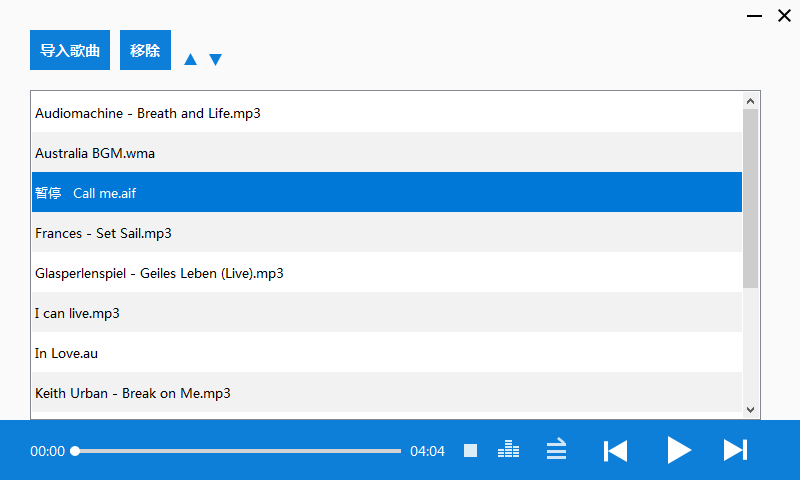 导入歌曲 移除
Audiomachine - Breath and Life.mp3
Australia BGM.wma
暂停 Call me.aif
Frances - Set Sail.mp3
Glasperlenspiel - Geiles Leben (Live).mp3
I can live.mp3
In Love.au
Keith Urban - Break on Me.mp3
00:00 04:04